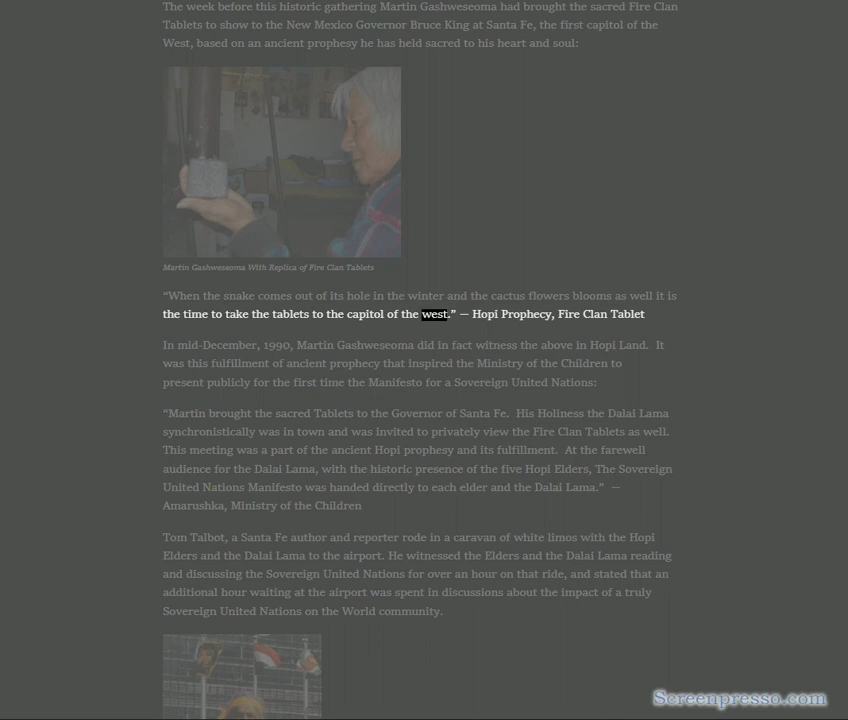 The week before this historic gathering Martin Gashweseoma had brought the sacred Fire Clan
Tablets to show to the New Mexico Governor Bruce King at Santa Fe, the first capitol of the
West, based on an ancient prophesy he has held sacred to his heart and soul:
Martin Gashweseoma With Replica of Fire Clan Tablets
“When the snake comes out of its hole in the winter and the cactus flowers blooms as well it is
the time to take the tablets to the capitol of the west.” — Hopi Prophecy, Fire Clan Tablet
In mid-December, 1990, Martin Gashweseoma did in fact witness the above in Hopi Land.  It
was this fulfillment of ancient prophecy that inspired the Ministry of the Children to
present publicly for the first time the Manifesto for a Sovereign United Nations:
“Martin brought the sacred Tablets to the Governor of Santa Fe.  His Holiness the Dalai Lama
synchronistically was in town and was invited to privately view the Fire Clan Tablets as well.
This meeting was a part of the ancient Hopi prophesy and its fulfillment.  At the farewell
audience for the Dalai Lama, with the historic presence of the five Hopi Elders, The Sovereign
United Nations Manifesto was handed directly to each elder and the Dalai Lama.”  —
Amarushka, Ministry of the Children
Tom Talbot, a Santa Fe author and reporter rode in a caravan of white limos with the Hopi
Elders and the Dalai Lama to the airport. He witnessed the Elders and the Dalai Lama reading
and discussing the Sovereign United Nations for over an hour on that ride, and stated that an
additional hour waiting at the airport was spent in discussions about the impact of a truly
Sovereign United Nations on the World community.
Screenpresso.com